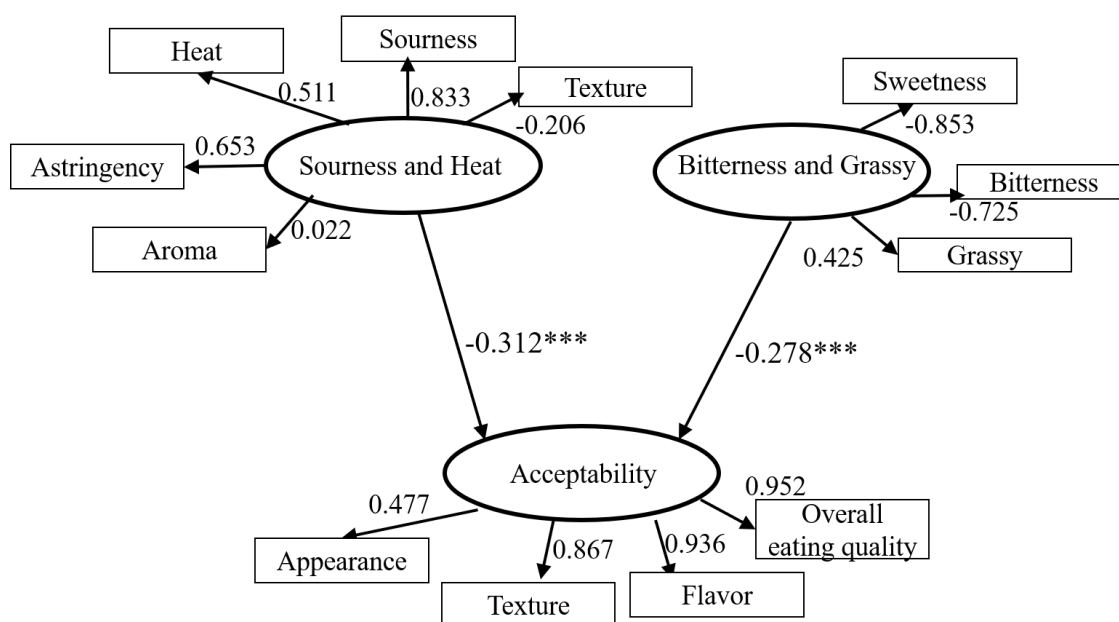 Sourness
Heat
Texture
Sweetness
0.511
0.833
-0.206
-0.853
0.653
Astringency
Sourness and Heat
Bitterness and Grassy
Bitterness
-0.725
0.022
Aroma
0.425
Grassy
-0.312***
-0.278***
Acceptability
0.477
0.952
Overall
eating quality
0.867
0.936
Appearance
Texture
Flavor